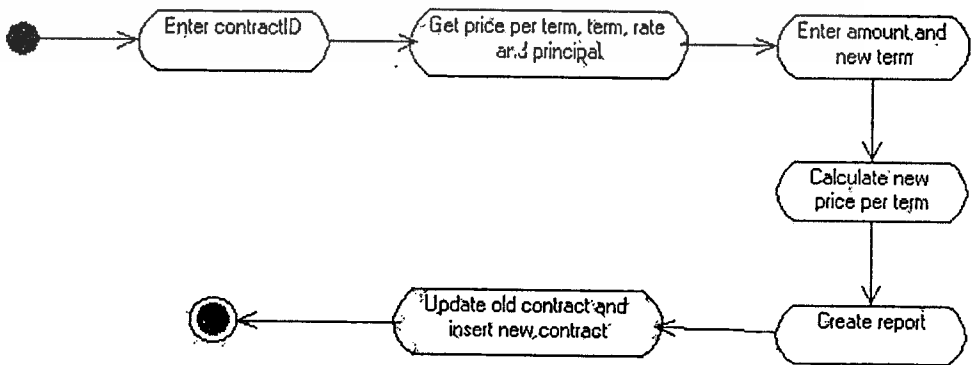 Enter contractID
Get price per term, term, rate
and principal
Enter amount and
new term
Calculate new
price per term
Create report
Update old contract and
insert new contract